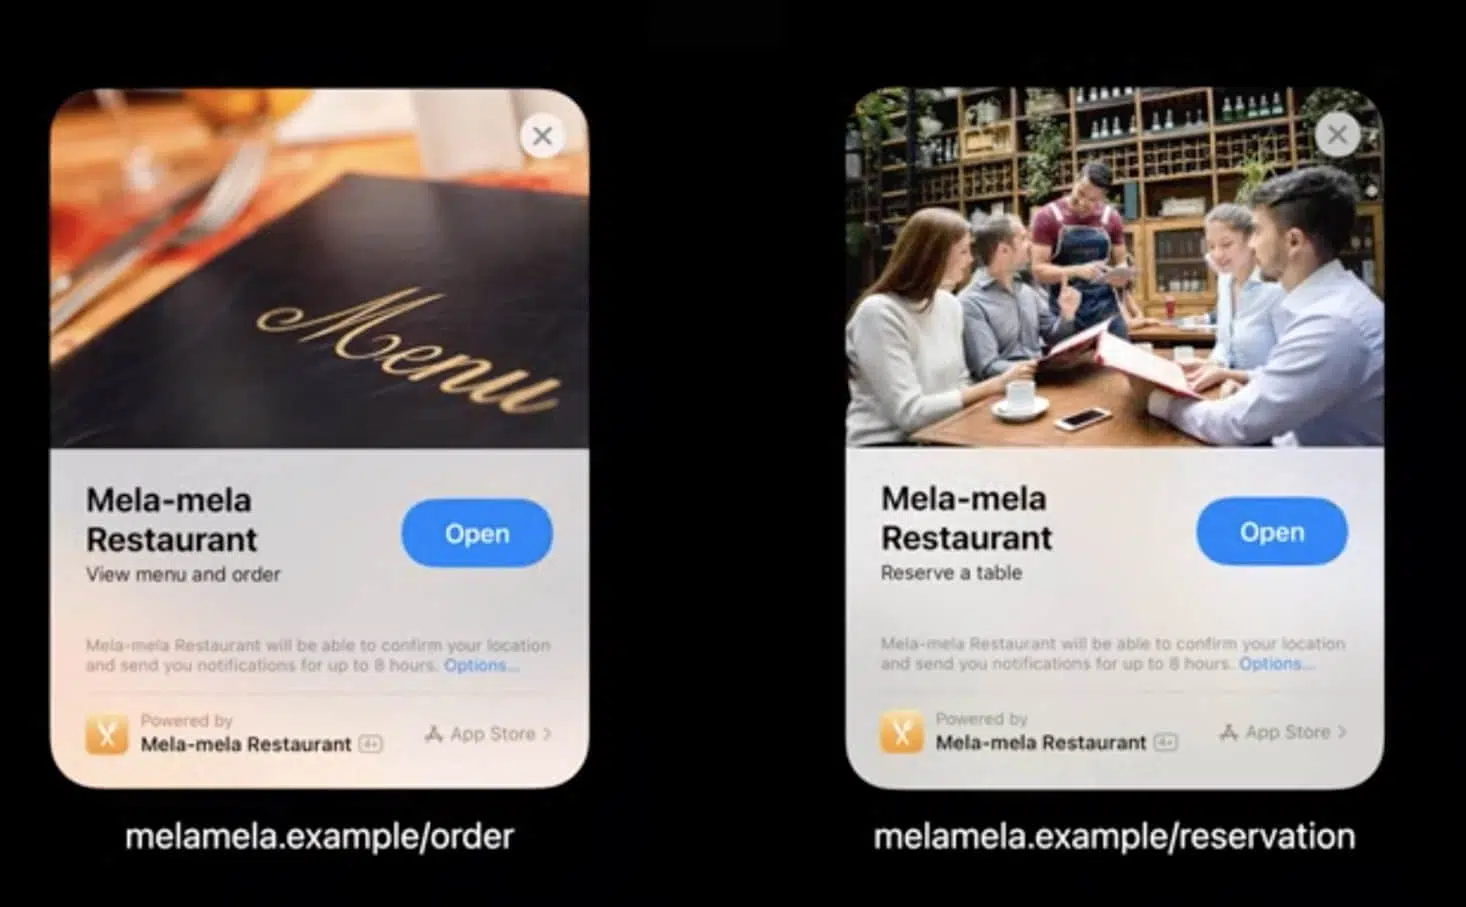 Menu
Mela-mela
Restaurant
Open
View menu and order
Mela-mela Restaurant will be able to confirm your location
and send you notifications for up to 8 hours. Options...
Powered by
Mela-mela Restaurant 4+
App Store >
melamela.example/order
Mela-mela
Restaurant
Open
Reserve a table
Mela-mela Restaurant will be able to confirm your location
and send you notifications for up to 8 hours. Options...
Powered by
Mela-mela Restaurant 4+
App Store >
melamela.example/reservation